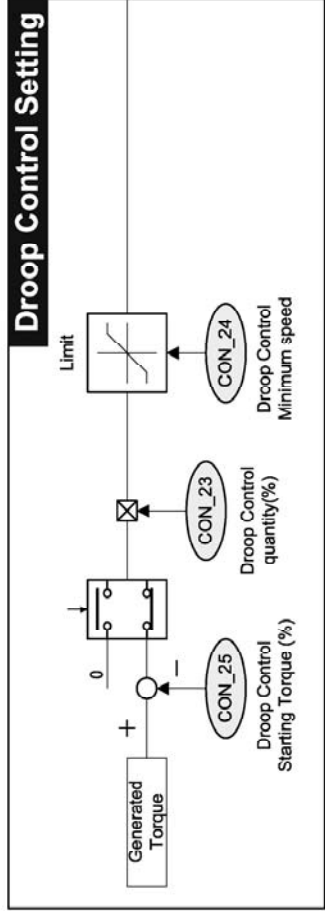 Droop Control Setting
Limit
0
+
−
Generated
Torque
CON_25
Droop Control
Starting Torque (%)
CON_23
Droop Control
quantity(%)
CON_24
Drcop Control
Minimum speed